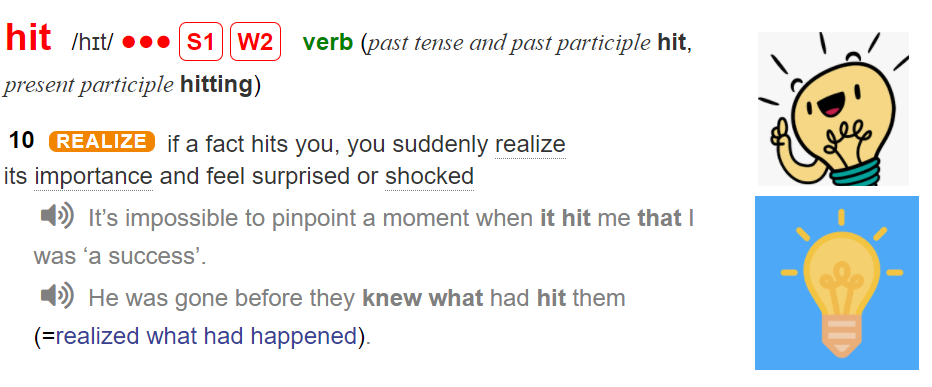 hit /hɪt/ ●●● S1 W2 verb (past tense and past participle hit,
present participle hitting)
10 REALIZE if a fact hits you, you suddenly realize
its importance and feel surprised or shocked
It’s impossible to pinpoint a moment when it hit me that I
was ‘a success’.
He was gone before they knew what had hit them
(=realized what had happened).